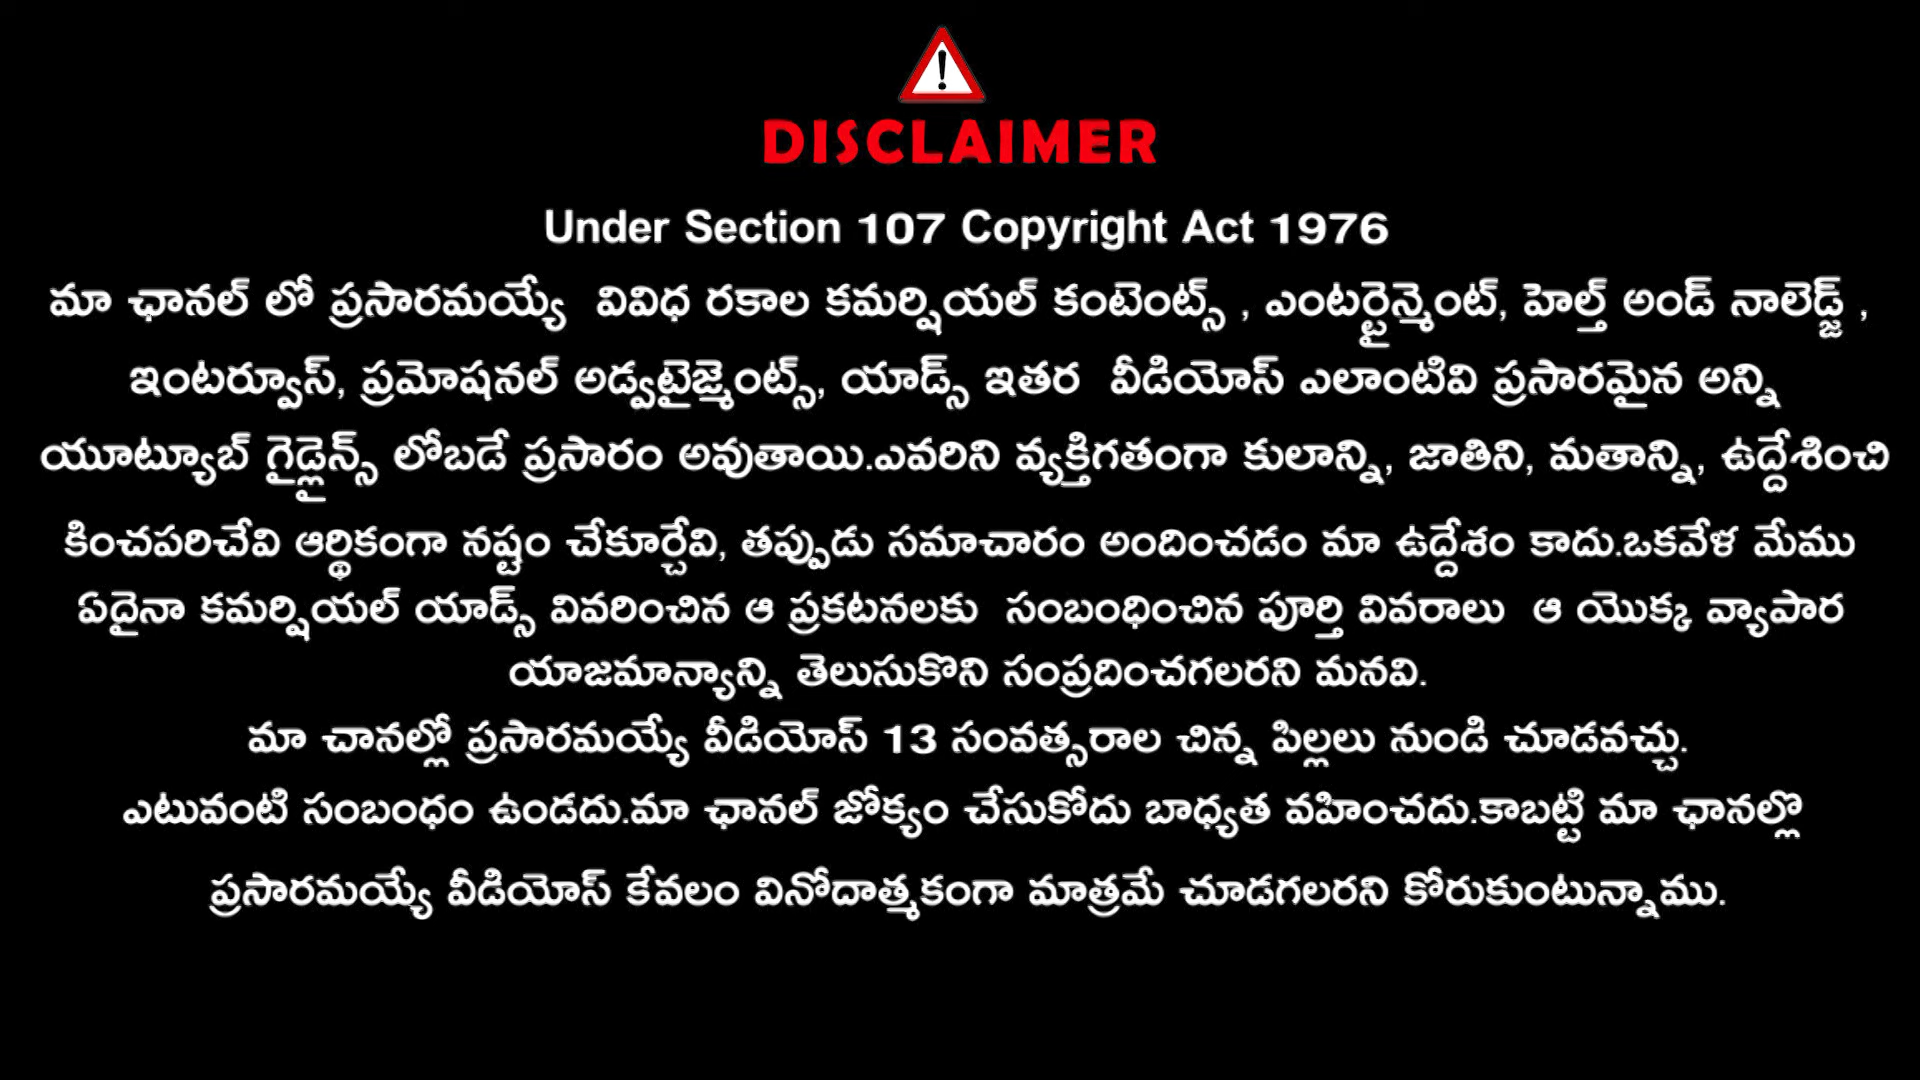 DISCLAIMER
Under Section 107 Copyright Act 1976
మా ఛానల్ లో ప్రసారమయ్యే వివిధ రకాల కమర్షియల్ కంటెంట్స్ , ఎంటర్టైన్మెంట్, హెల్త్ అండ్ నాలెడ్జ్ ,
ఇంటర్వూస్, ప్రమోషనల్ అడ్వటైజ్మెంట్స్, యాడ్స్ ఇతర వీడియోస్ ఎలాంటివి ప్రసారమైన అన్ని
యూట్యూబ్ గైడ్లైన్స్ లోబడే ప్రసారం అవుతాయి.ఎవరిని వ్యక్తిగతంగా కులాన్ని, జాతిని, మతాన్ని, ఉద్దేశించి
కించపరిచేవి ఆర్థికంగా నష్టం చేకూర్చేవి, తప్పుడు సమాచారం అందించడం మా ఉద్దేశం కాదు.ఒకవేళ మేము
ఏదైనా కమర్షియల్ యాడ్స్ వివరించిన ఆ ప్రకటనలకు సంబంధించిన పూర్తి వివరాలు ఆ యొక్క వ్యాపార
యాజమాన్యాన్ని తెలుసుకొని సంప్రదించగలరని మనవి.
మా చానల్లో ప్రసారమయ్యే వీడియోస్ 13 సంవత్సరాల చిన్న పిల్లలు నుండి చూడవచ్చు.
ఎటువంటి సంబంధం ఉండదు.మా ఛానల్ జోక్యం చేసుకోదు బాధ్యత వహించదు.కాబట్టి మా ఛానల్లొ
ప్రసారమయ్యే వీడియోస్ కేవలం వినోదాత్మకంగా మాత్రమే చూడగలరని కోరుకుంటున్నాము.